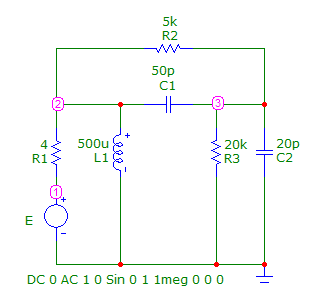 5k
R2
50p
2
C1
3
4
R1
500u
L1
+
-
20k
R3
20p
C2
1
+
E
-
DC 0 AC 1 0 Sin 0 1 1meg 0 0 0